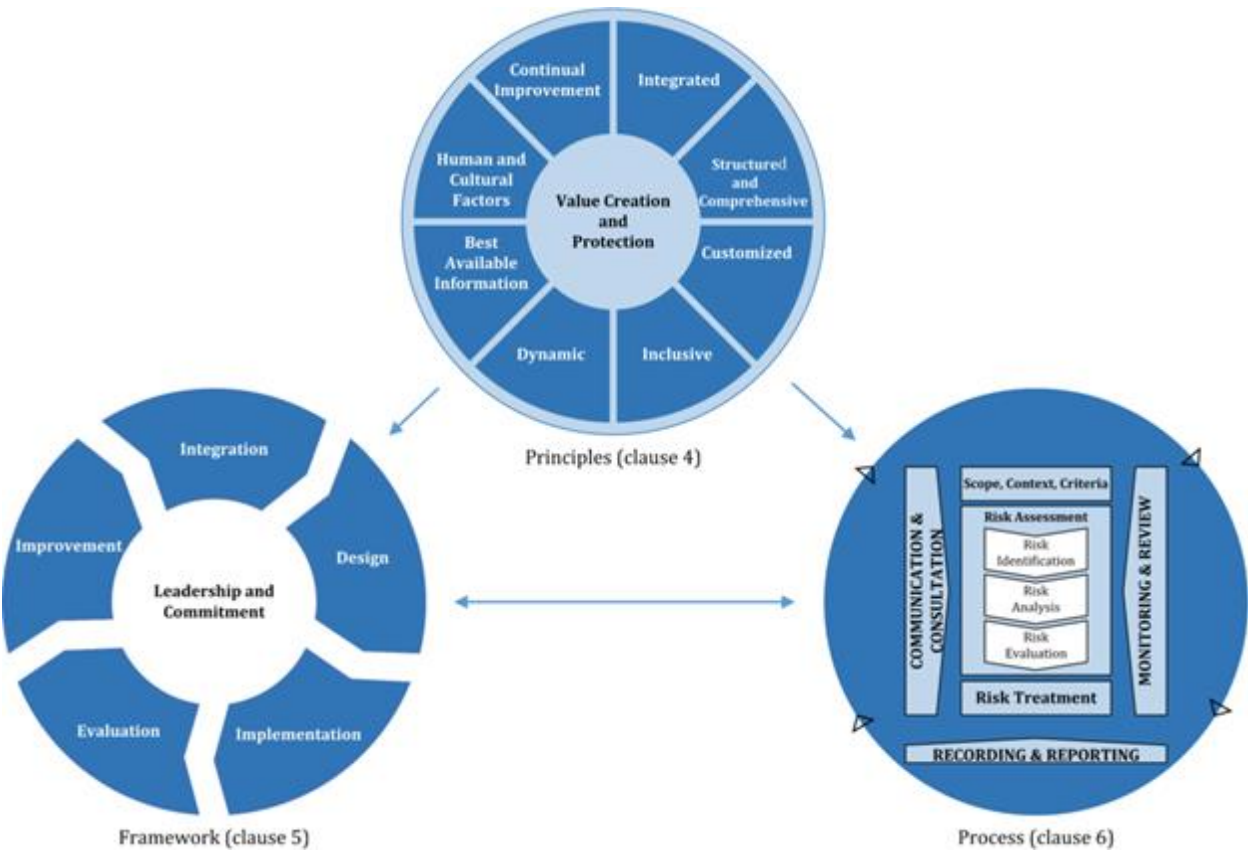 Continual
Improvement
Integrated
Structured
and
Comprehensive
Customized
Inclusive
Dynamic
Best
Available
Information
Human and
Cultural
Factors
Value Creation
and
Protection
Principles (clause 4)
Integration
Design
Implementation
Evaluation
Improvement
Leadership and
Commitment
Framework (clause 5)
Scope, Context, Criteria
Risk Assessment
Risk
Identification
Risk
Analysis
Risk
Evaluation
Risk Treatment
COMMUNICATION &
CONSULTATION
MONITORING & REVIEW
RECORDING & REPORTING
Process (clause 6)